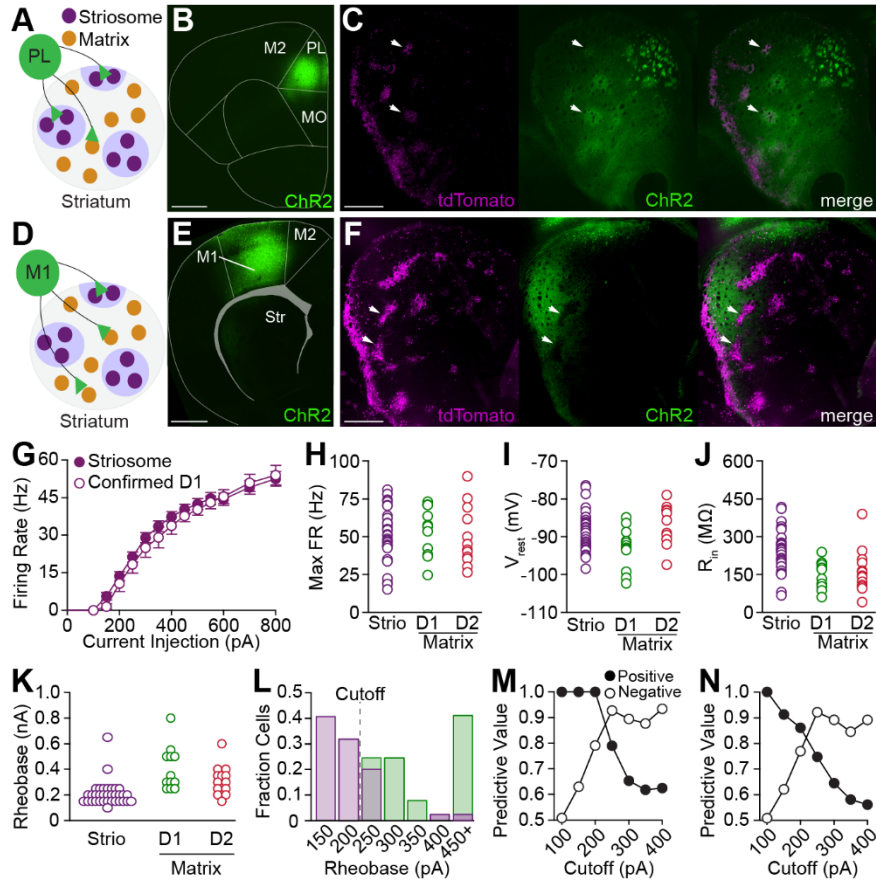 A
Striosome
Matrix
PL
Striatum
B
M2
PL
MO
ChR2
C
tdTomato
ChR2
merge
D
M1
Striatum
E
M2
M1
Str
ChR2
F
tdTomato
ChR2
merge
G
Striosome
Confirmed D1
Firing Rate (Hz)
60
45
30
15
0
0 200 400 600 800
Current Injection (pA)
H
Max FR (Hz)
100
75
50
25
0
Strio D1 D2
Matrix
I
Vrest (mV)
-70
-80
-90
-100
-110
Strio D1 D2
Matrix
J
Rin (MΩ)
600
450
300
150
0
Strio D1 D2
Matrix
K
Rheobase (nA)
1.0
0.8
0.6
0.4
0.2
0
Strio D1 D2
Matrix
L
Cutoff
Fraction Cells
0.5
0.4
0.3
0.2
0.1
0
150 200 250 300 350 400 450+
Rheobase (pA)
M
Positive
Negative
Predictive Value
1.0
0.9
0.8
0.7
0.6
0.5
100 200 300 400
Cutoff (pA)
N
Predictive Value
1.0
0.9
0.8
0.7
0.6
0.5
100 200 300 400
Cutoff (pA)